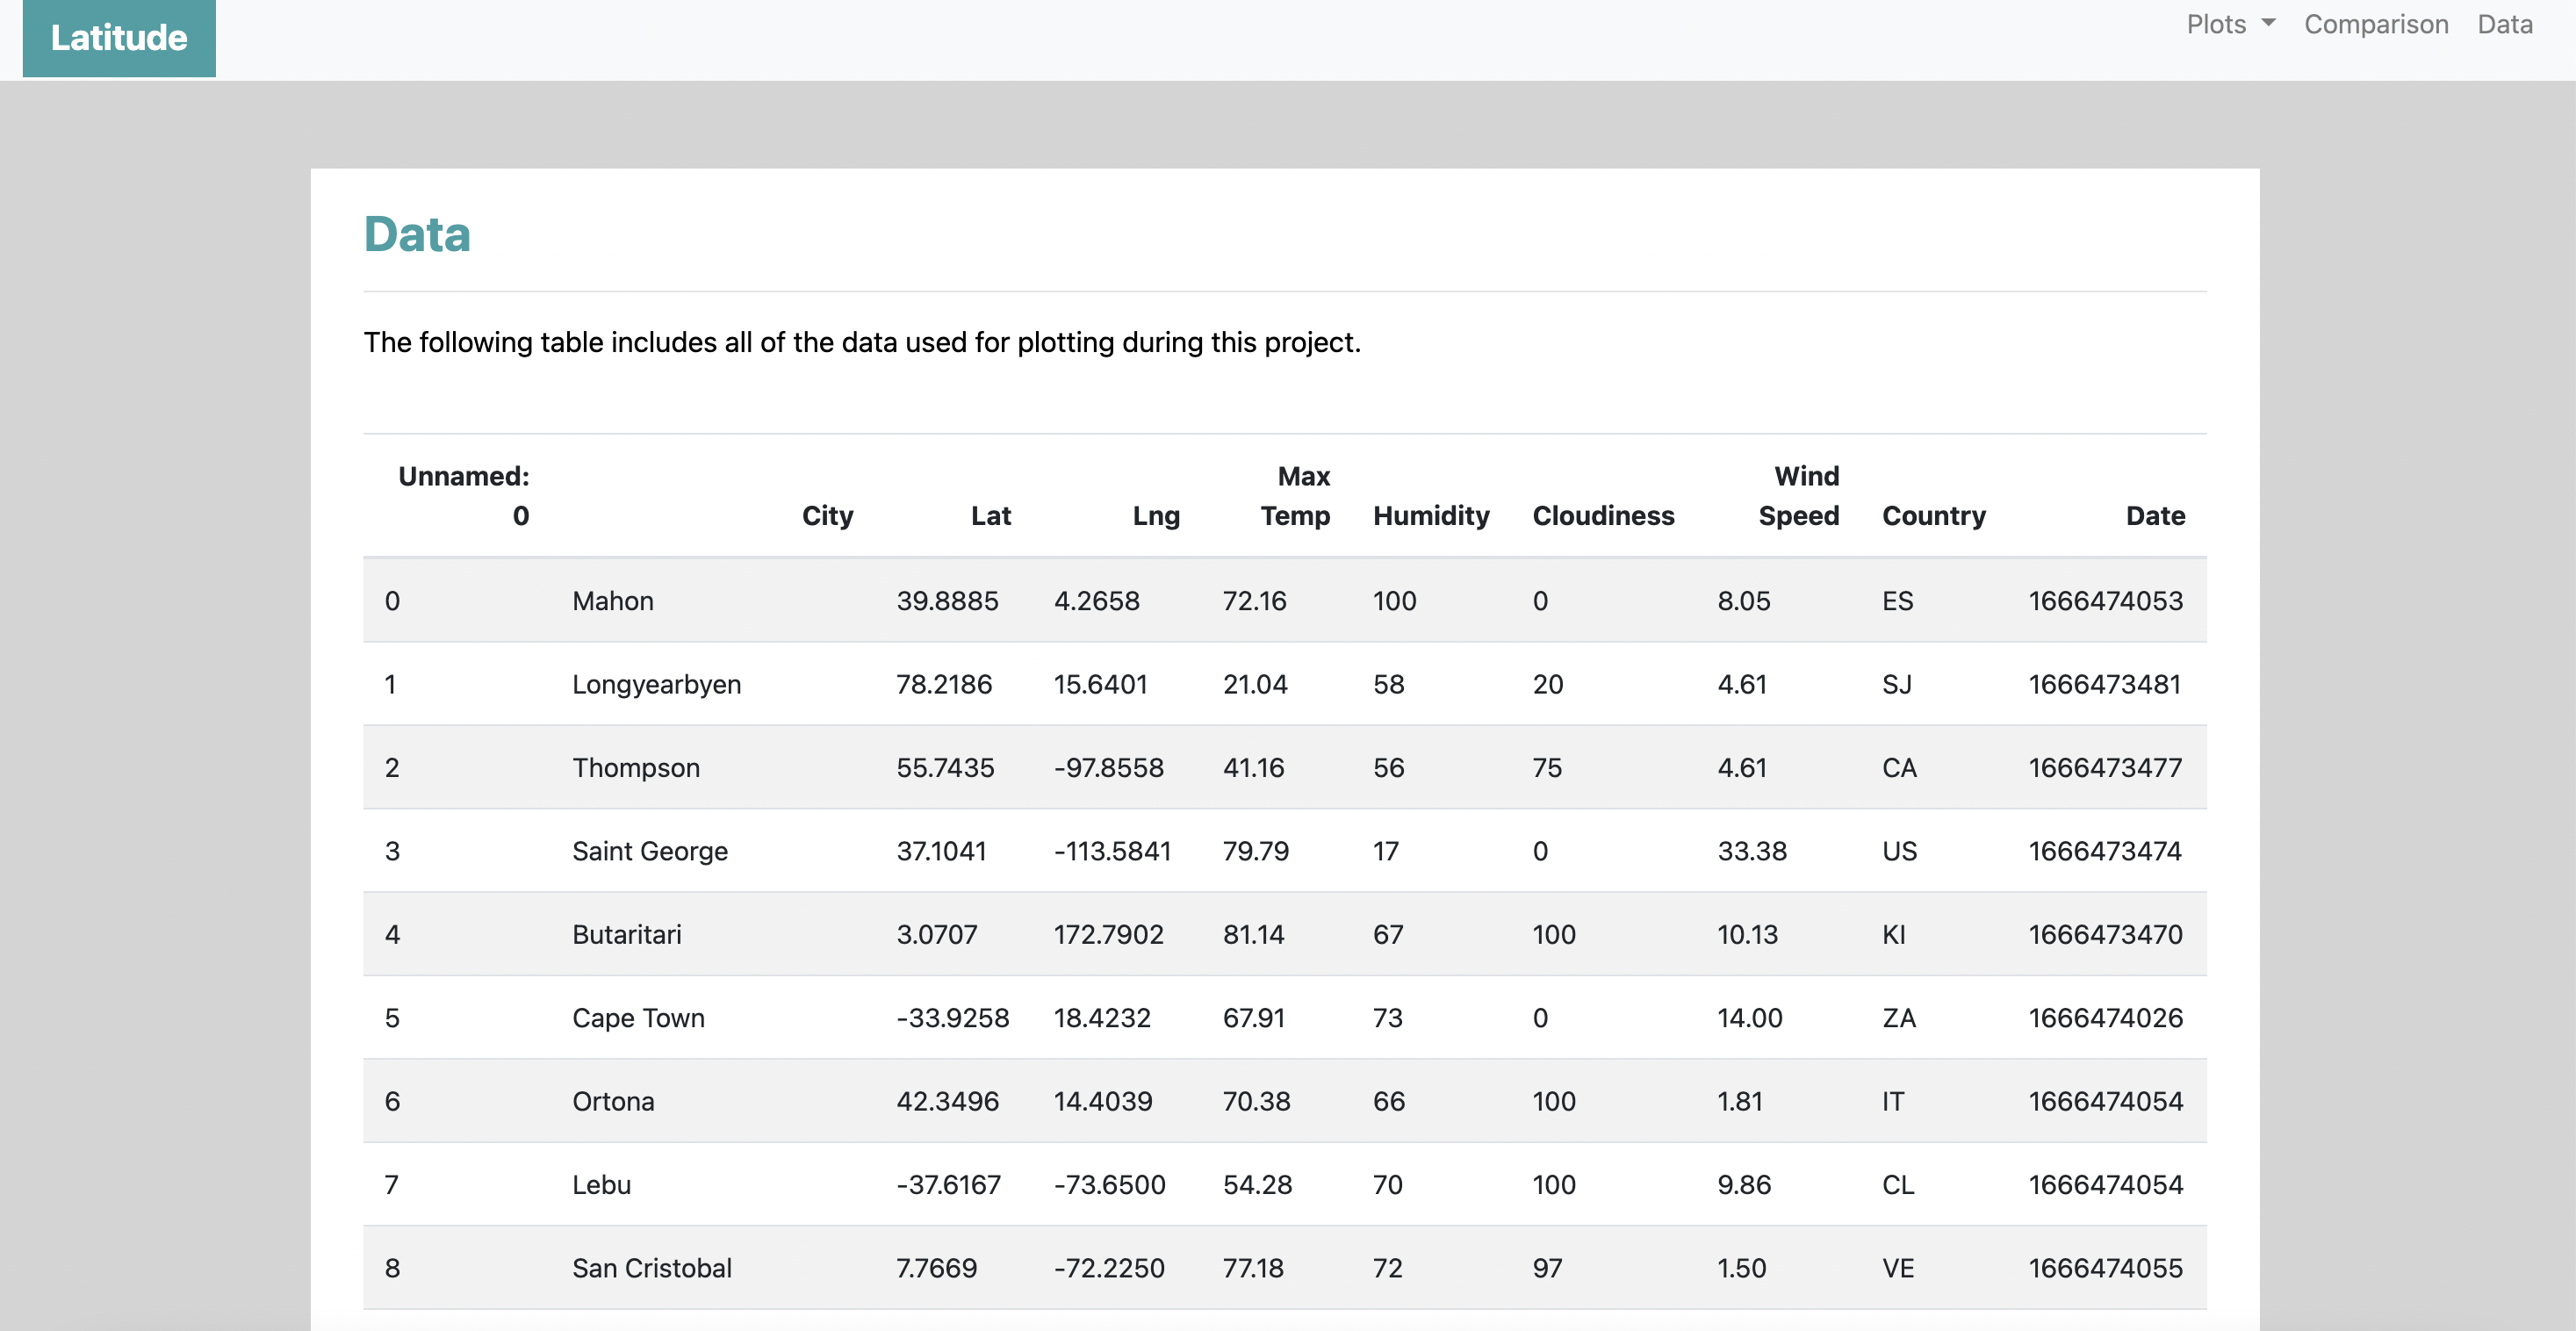 Latitude Plots Comparison Data
Data
The following table includes all of the data used for plotting during this project.
Unnamed: Max Wind
0 City Lat Lng Temp Humidity Cloudiness Speed Country Date
0 Mahon 39.8885 4.2658 72.16 100 0 8.05 ES 1666474053
1 Longyearbyen 78.2186 15.6401 21.04 58 20 4.61 SJ 1666473481
2 Thompson 55.7435 -97.8558 41.16 56 75 4.61 CA 1666473477
3 Saint George 37.1041 -113.5841 79.79 17 0 33.38 US 1666473474
4 Butaritari 3.0707 172.7902 81.14 67 100 10.13 KI 1666473470
5 Cape Town -33.9258 18.4232 67.91 73 0 14.00 ZA 1666474026
6 Ortona 42.3496 14.4039 70.38 66 100 1.81 IT 1666474054
7 Lebu -37.6167 -73.6500 54.28 70 100 9.86 CL 1666474054
8 San Cristobal 7.7669 -72.2250 77.18 72 97 1.50 VE 1666474055